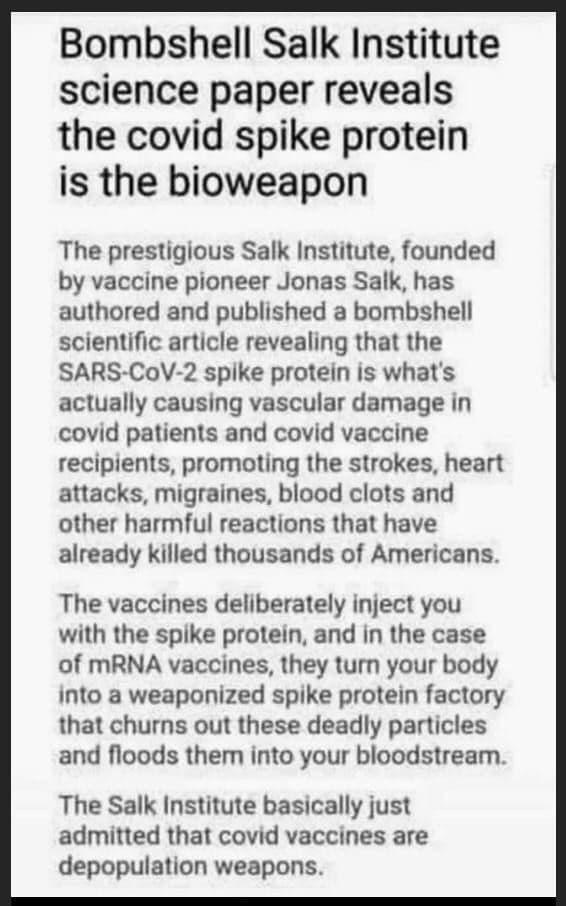 Bombshell Salk Institute
science paper reveals
the covid spike protein
is the bioweapon
The prestigious Salk Institute, founded
by vaccine pioneer Jonas Salk, has
authored and published a bombshell
scientific article revealing that the
SARS-CoV-2 spike protein is what's
actually causing vascular damage in
covid patients and covid vaccine
recipients, promoting the strokes, heart
attacks, migraines, blood clots and
other harmful reactions that have
already killed thousands of Americans.
The vaccines deliberately inject you
with the spike protein, and in the case
of mRNA vaccines, they turn your body
into a weaponized spike protein factory
that churns out these deadly particles
and floods them into your bloodstream.
The Salk Institute basically just
admitted that covid vaccines are
depopulation weapons.